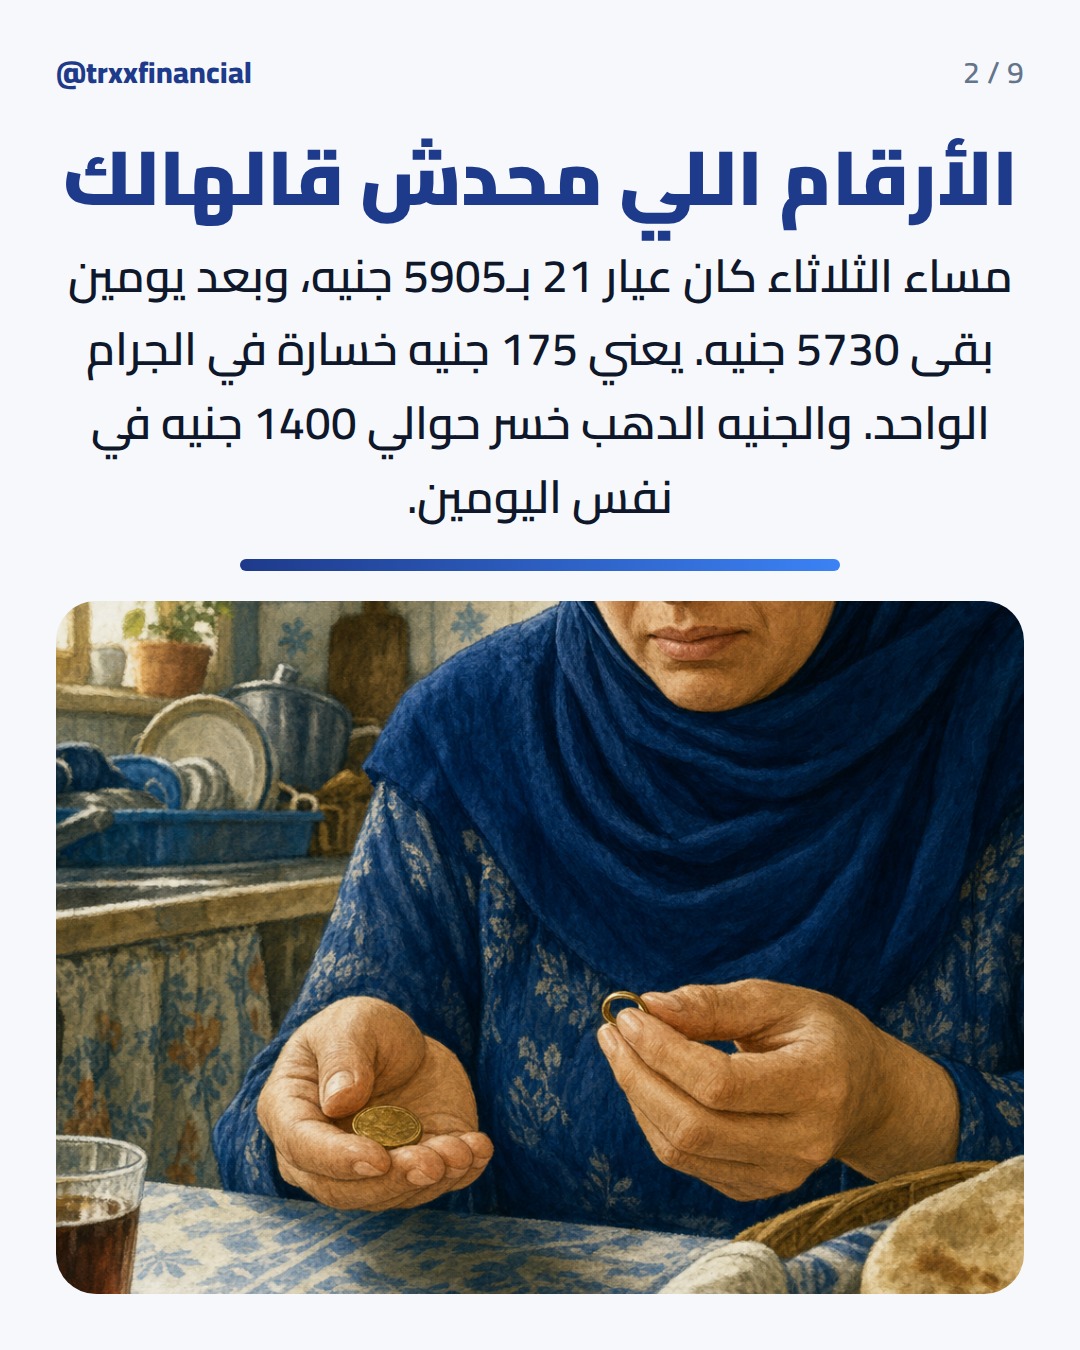 @trxxfinancial
2 / 9
الأرقام اللي محدش قالهالك
مساء الثلاثاء كان عيار 21 بـ5905 جنيه، وبعد يومين
بقى 5730 جنيه. يعني 175 جنيه خسارة في الجرام
الواحد. والجنيه الدهب خسر حوالي 1400 جنيه في
نفس اليومين.